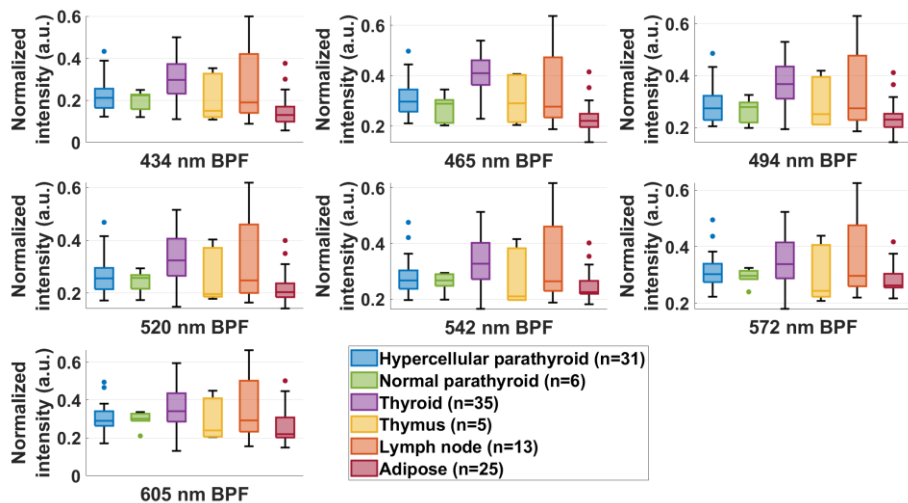 Normalized
intensity (a.u.)
0.6
0.4
0.2
0
434 nm BPF
Normalized
intensity (a.u.)
0.6
0.4
0.2
465 nm BPF
Normalized
intensity (a.u.)
0.6
0.4
0.2
494 nm BPF
Normalized
intensity (a.u.)
0.6
0.4
0.2
520 nm BPF
Normalized
intensity (a.u.)
0.6
0.4
0.2
542 nm BPF
Normalized
intensity (a.u.)
0.6
0.4
0.2
572 nm BPF
Normalized
intensity (a.u.)
0.6
0.4
0.2
0
605 nm BPF
Hypercellular parathyroid (n=31)
Normal parathyroid (n=6)
Thyroid (n=35)
Thymus (n=5)
Lymph node (n=13)
Adipose (n=25)